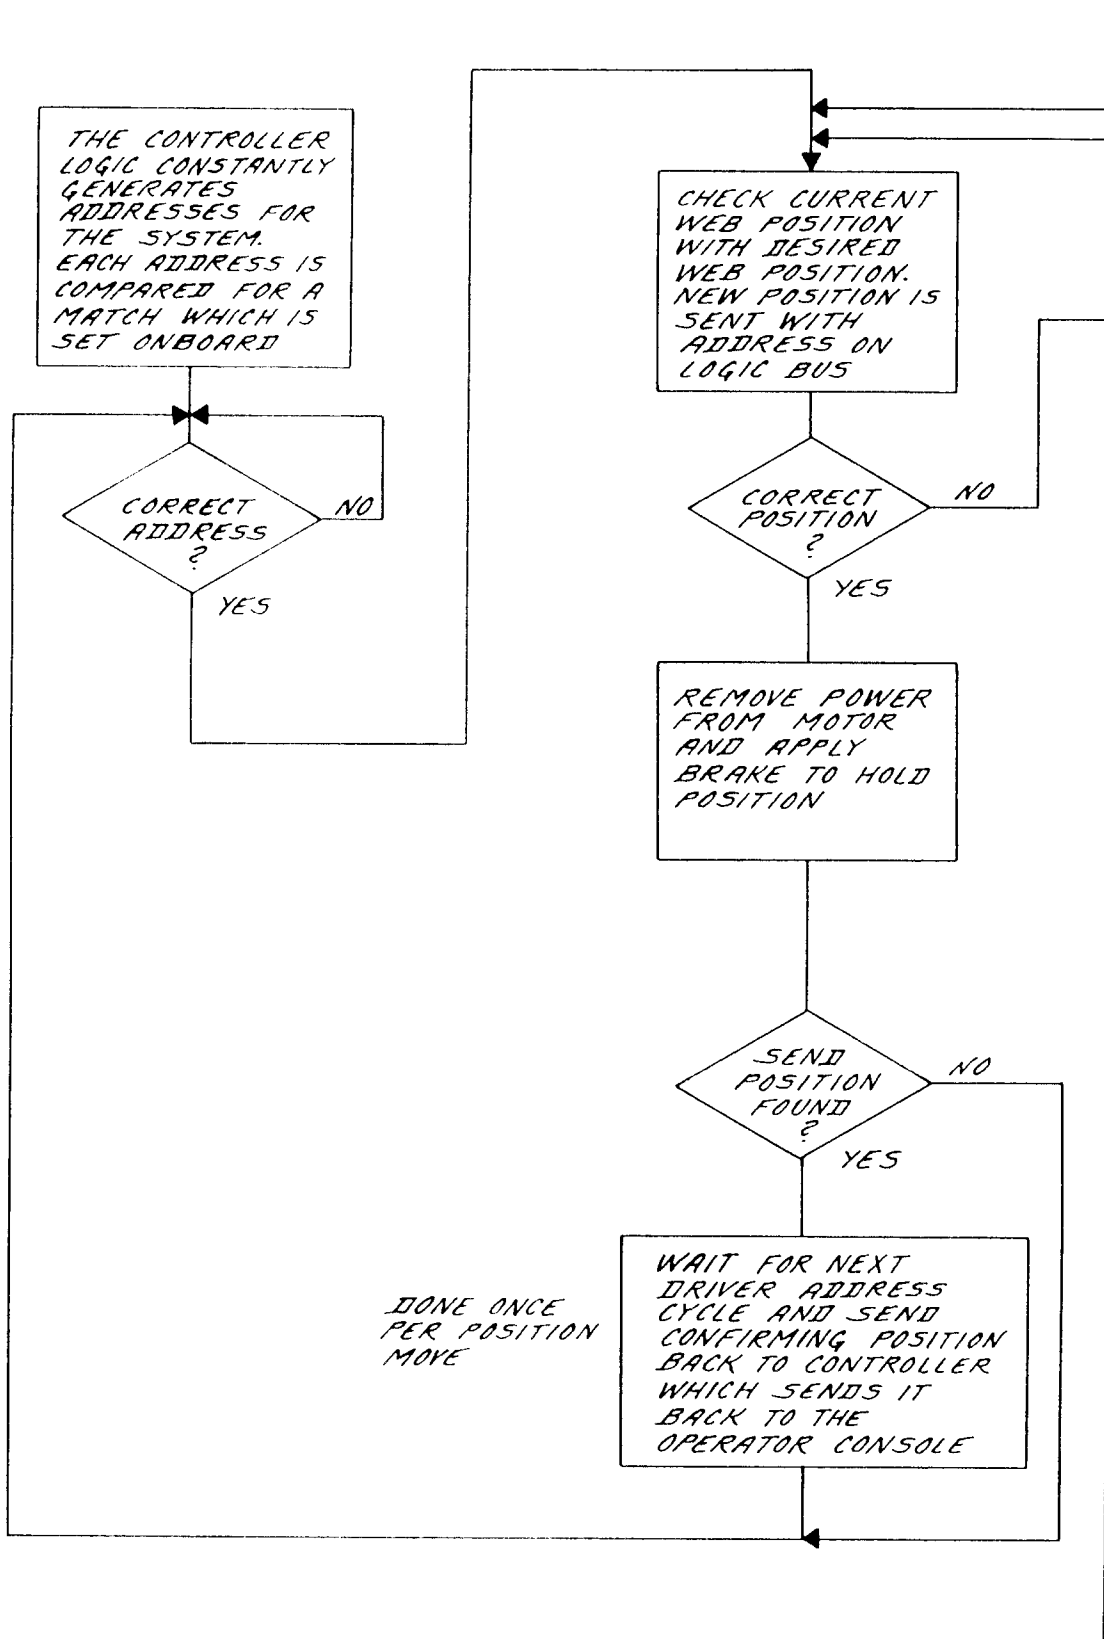 THE CONTROLLER
LOGIC CONSTANTLY
GENERATES
ADDRESSES FOR
THE SYSTEM.
EACH ADDRESS IS
COMPARED FOR A
MATCH WHICH IS
SET ONBOARD
CORRECT
ADDRESS
?
NO
YES
CHECK CURRENT
WEB POSITION
WITH DESIRED
WEB POSITION.
NEW POSITION IS
SENT WITH
ADDRESS ON
LOGIC BUS
CORRECT
POSITION
?
NO
YES
REMOVE POWER
FROM MOTOR
AND APPLY
BRAKE TO HOLD
POSITION
SEND
POSITION
FOUND
?
NO
YES
DONE ONCE
PER POSITION
MOVE
WAIT FOR NEXT
DRIVER ADDRESS
CYCLE AND SEND
CONFIRMING POSITION
BACK TO CONTROLLER
WHICH SENDS IT
BACK TO THE
OPERATOR CONSOLE